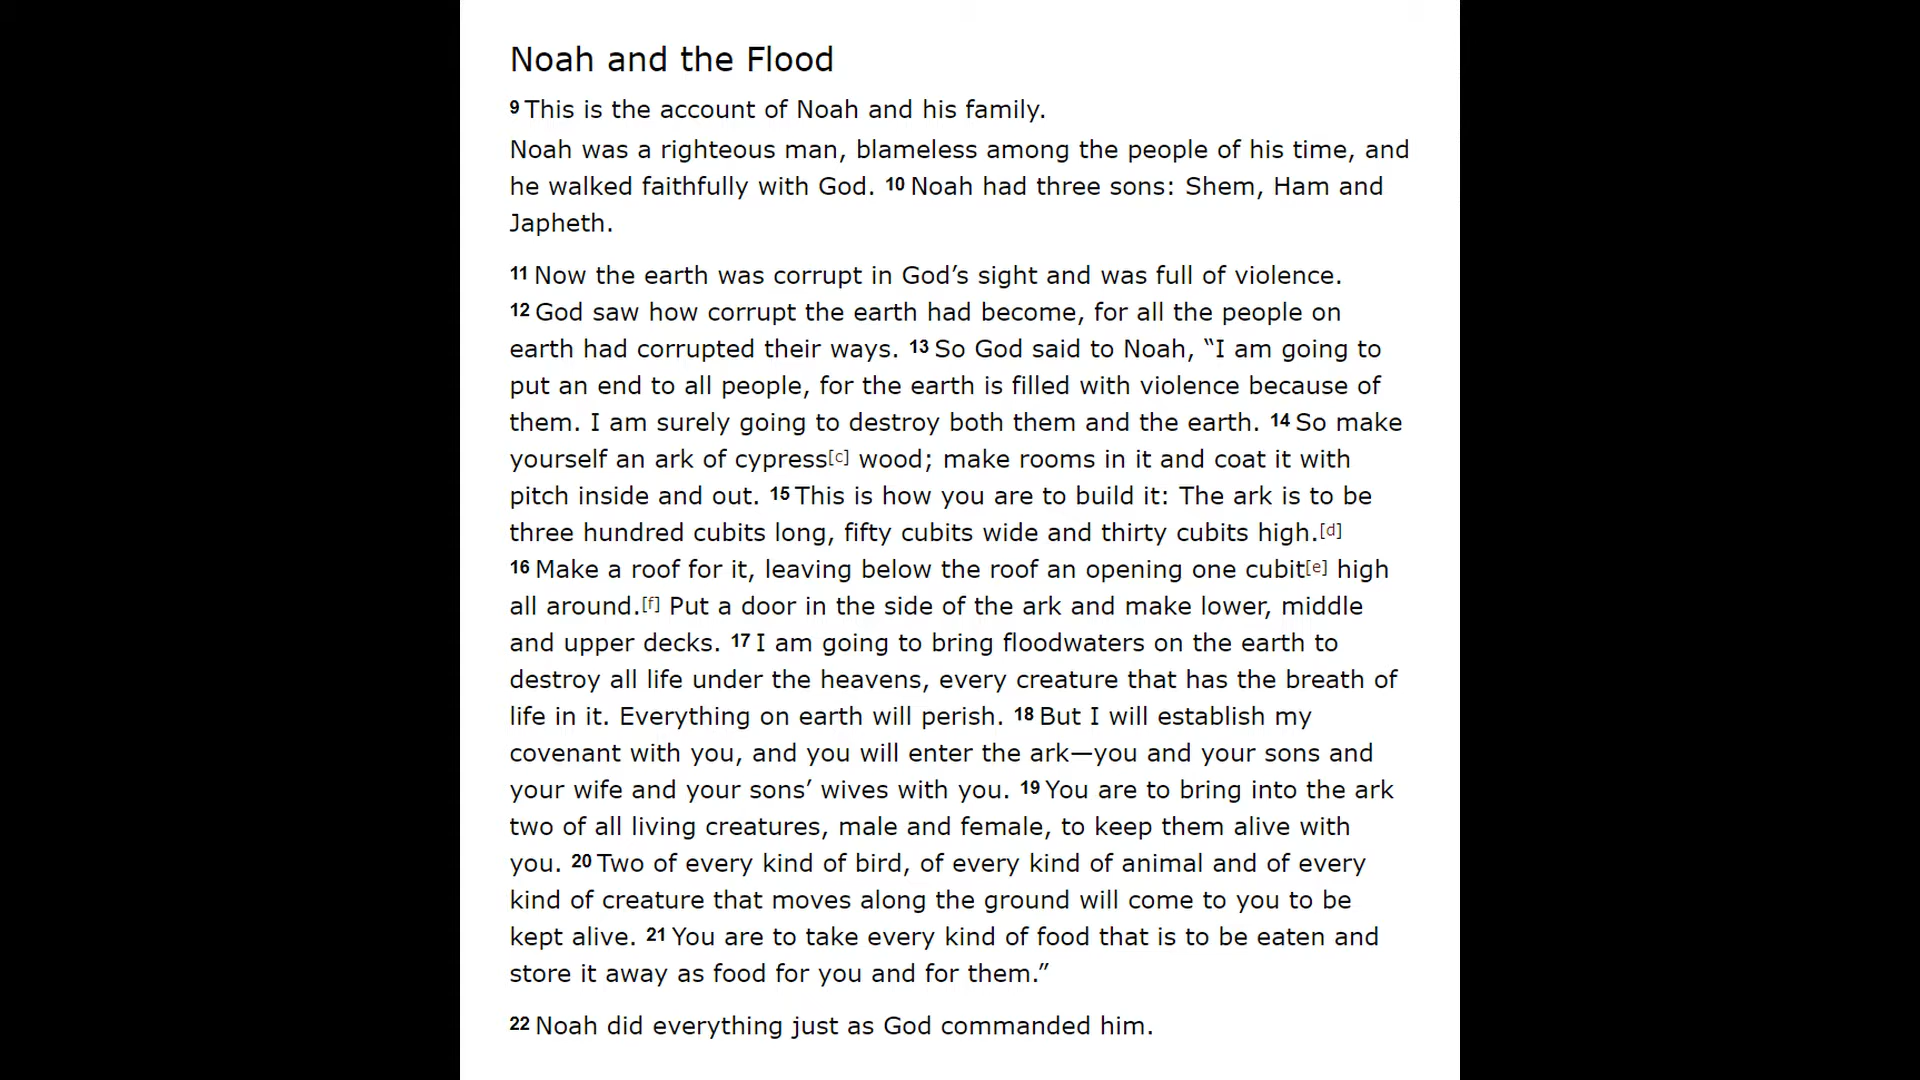 Noah and the Flood
9 This is the account of Noah and his family.
Noah was a righteous man, blameless among the people of his time, and
he walked faithfully with God. 10 Noah had three sons: Shem, Ham and
Japheth.
11 Now the earth was corrupt in God’s sight and was full of violence.
12 God saw how corrupt the earth had become, for all the people on
earth had corrupted their ways. 13 So God said to Noah, “I am going to
put an end to all people, for the earth is filled with violence because of
them. I am surely going to destroy both them and the earth. 14 So make
yourself an ark of cypress[c] wood; make rooms in it and coat it with
pitch inside and out. 15 This is how you are to build it: The ark is to be
three hundred cubits long, fifty cubits wide and thirty cubits high.[d]
16 Make a roof for it, leaving below the roof an opening one cubit[e] high
all around.[f] Put a door in the side of the ark and make lower, middle
and upper decks. 17 I am going to bring floodwaters on the earth to
destroy all life under the heavens, every creature that has the breath of
life in it. Everything on earth will perish. 18 But I will establish my
covenant with you, and you will enter the ark—you and your sons and
your wife and your sons’ wives with you. 19 You are to bring into the ark
two of all living creatures, male and female, to keep them alive with
you. 20 Two of every kind of bird, of every kind of animal and of every
kind of creature that moves along the ground will come to you to be
kept alive. 21 You are to take every kind of food that is to be eaten and
store it away as food for you and for them.”
22 Noah did everything just as God commanded him.